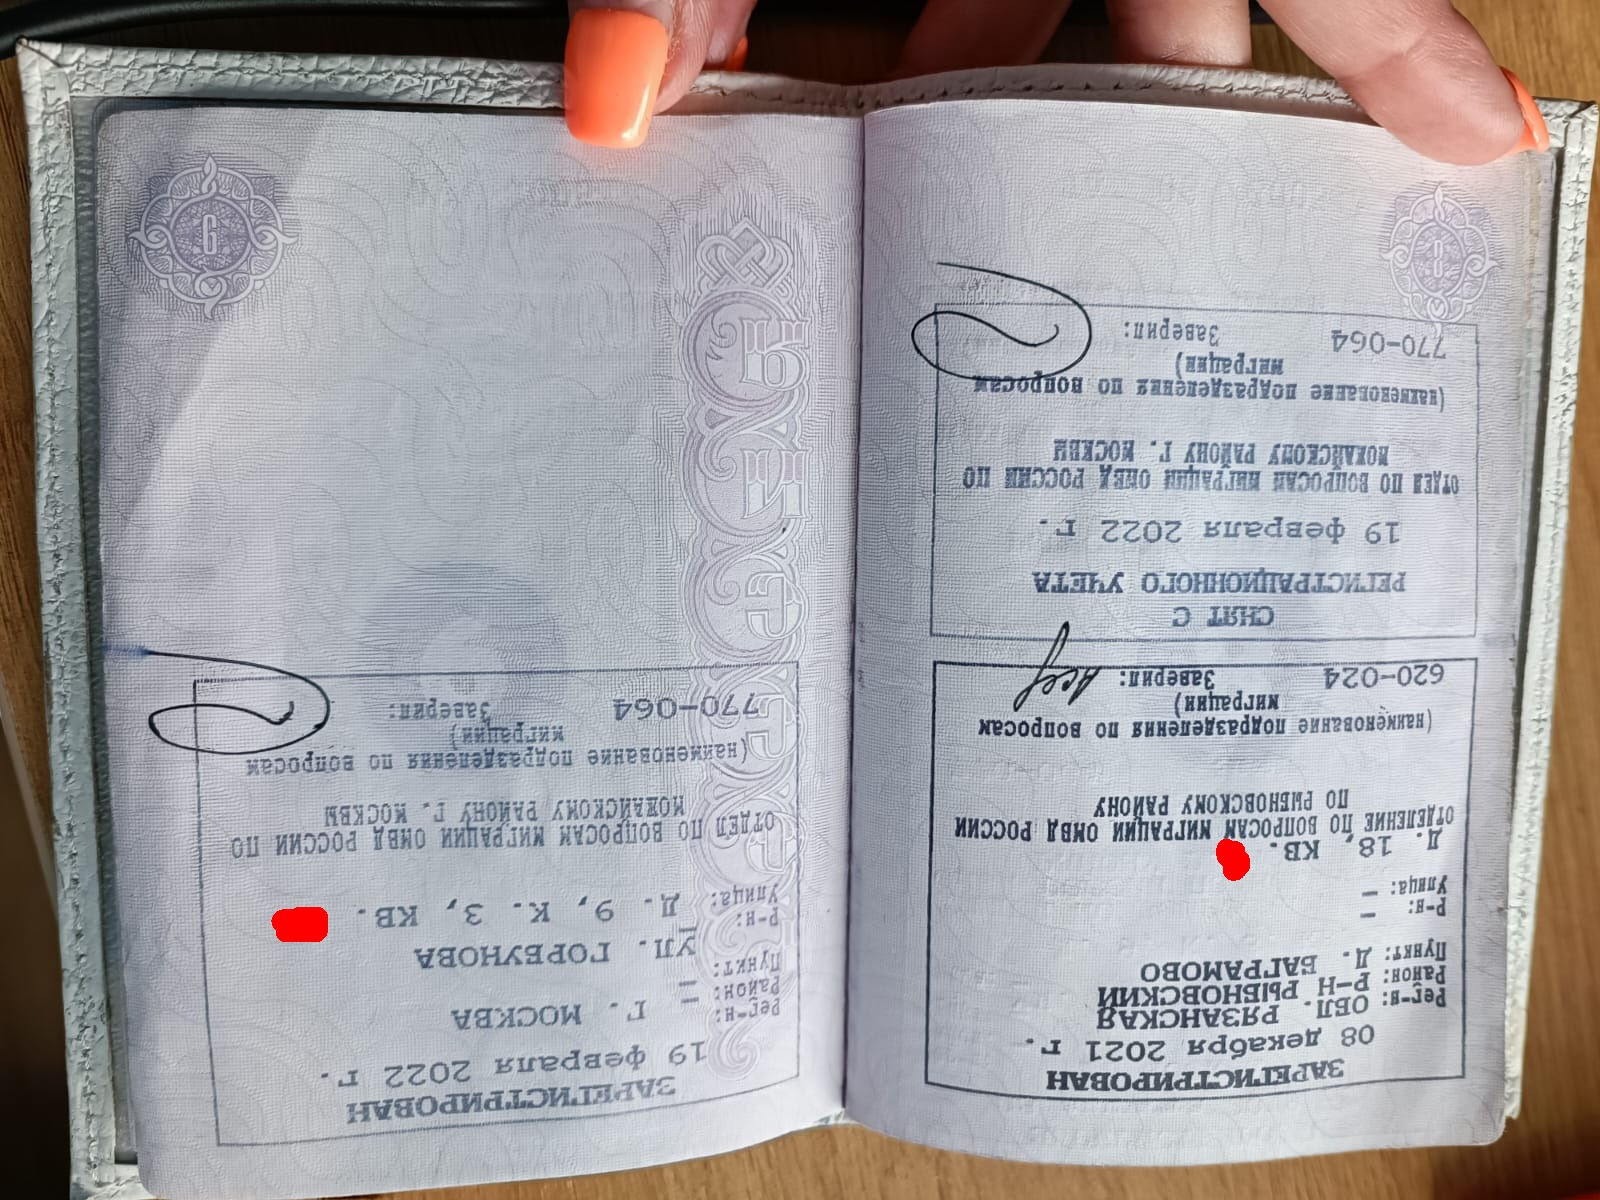 ЗАРЕГИСТРИРОВАН
08 декабря 2021 г.
Рег-н: ОБЛ. РЯЗАНСКАЯ
Район: Р-Н РЫБНОВСКИЙ
Пункт: Д. БАГРАМОВО
Р-н: –
Улица: –
Д. 18, КВ.
ОТДЕЛЕНИЕ ПО ВОПРОСАМ МИГРАЦИИ ОМВД РОССИИ
ПО РЫБНОВСКОМУ РАЙОНУ
(наименование подразделения по вопросам
миграции)
620-024 Заверил:
СНЯТ С
РЕГИСТРАЦИОННОГО УЧЕТА
19 февраля 2022 г.
ОТДЕЛ ПО ВОПРОСАМ МИГРАЦИИ ОМВД РОССИИ ПО
МОЖАЙСКОМУ РАЙОНУ Г. МОСКВЫ
(наименование подразделения по вопросам
миграции)
770-064 Заверил:
8
ЗАРЕГИСТРИРОВАН
19 февраля 2022 г.
Рег-н: Г. МОСКВА
Район: –
Пункт: –
УЛ. ГОРБУНОВА
Р-н: –
Улица: Д. 9, К. 3, КВ.
ОТДЕЛ ПО ВОПРОСАМ МИГРАЦИИ ОМВД РОССИИ ПО
МОЖАЙСКОМУ РАЙОНУ Г. МОСКВЫ
(наименование подразделения по вопросам
миграции)
770-064 Заверил:
9